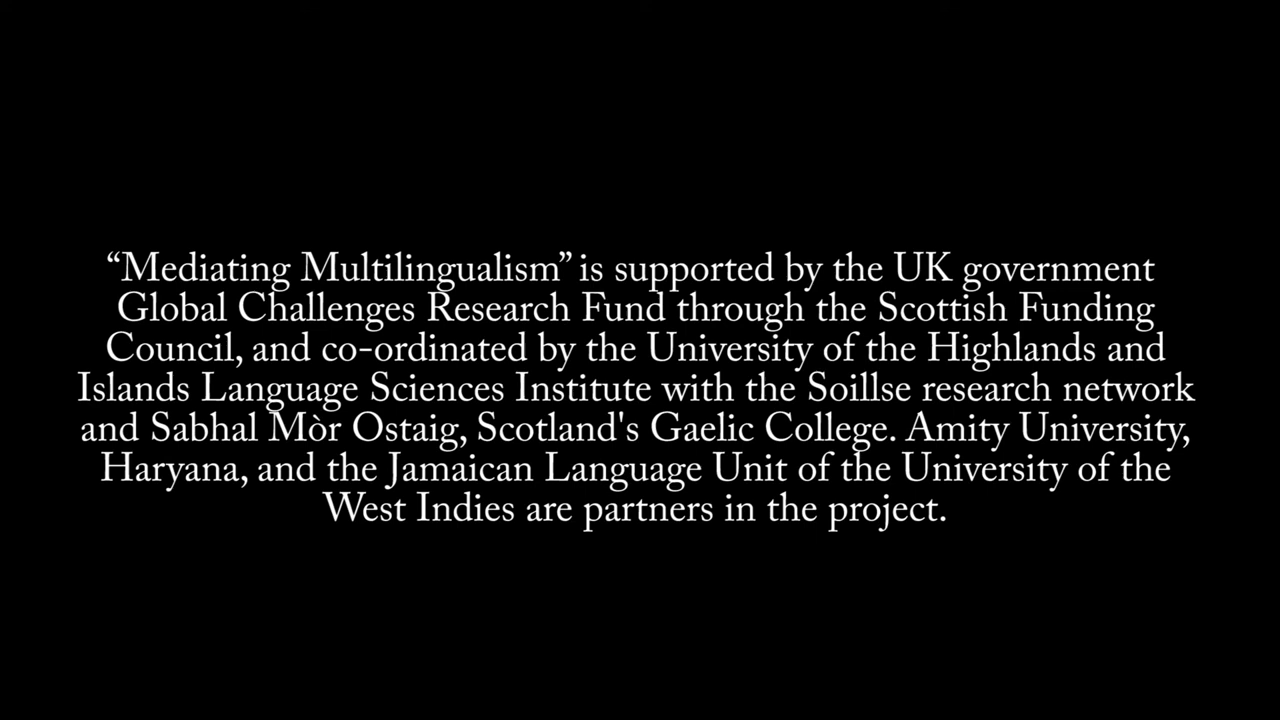 “Mediating Multilingualism” is supported by the UK government
Global Challenges Research Fund through the Scottish Funding
Council, and co-ordinated by the University of the Highlands and
Islands Language Sciences Institute with the Soillse research network
and Sabhal Mòr Ostaig, Scotland's Gaelic College. Amity University,
Haryana, and the Jamaican Language Unit of the University of the
West Indies are partners in the project.